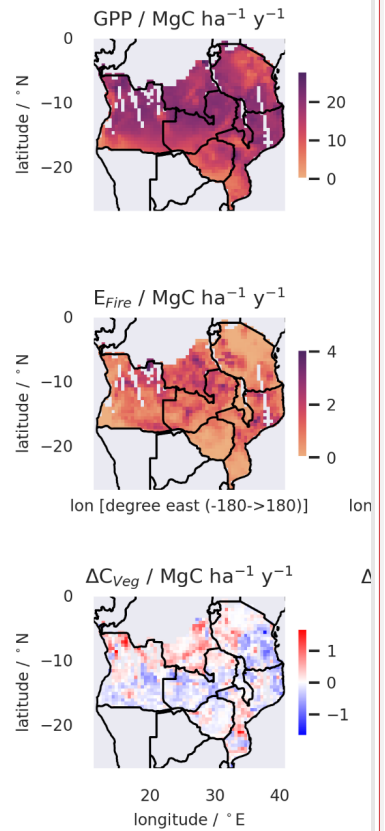 GPP / MgC ha⁻¹ y⁻¹
0
−10
−20
latitude / °N
20
10
0
E_Fire / MgC ha⁻¹ y⁻¹
0
−10
−20
latitude / °N
4
2
0
lon [degree east (-180->180)]
lon
ΔC_Veg / MgC ha⁻¹ y⁻¹
Δ
0
−10
−20
latitude / °N
1
0
−1
20 30 40
longitude / °E